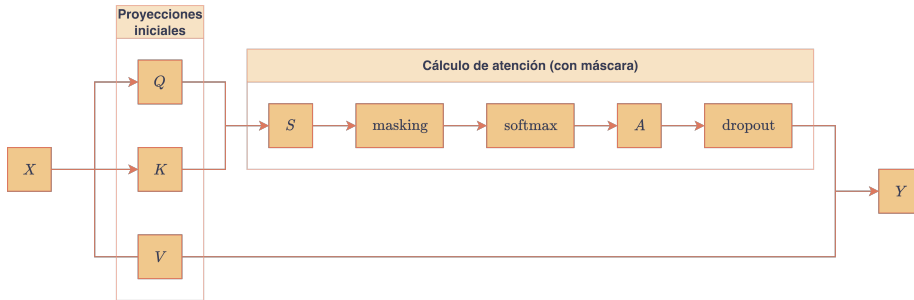 Proyecciones
iniciales
Cálculo de atención (con máscara)
Q
S
masking
softmax
A
dropout
X
K
Y
V